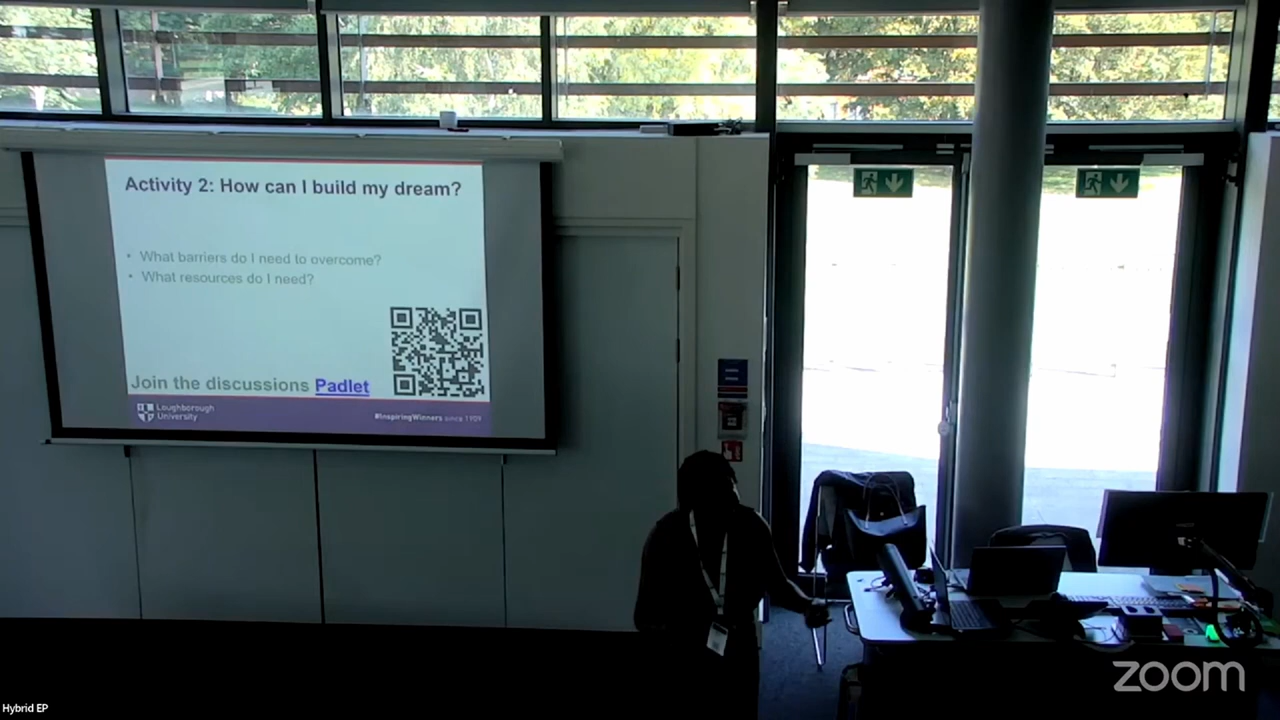 Activity 2: How can I build my dream?
• What barriers do I need to overcome?
• What resources do I need?
Join the discussions Padlet
Loughborough
University
#InspiringWinners since 1909
zoom
Hybrid EP